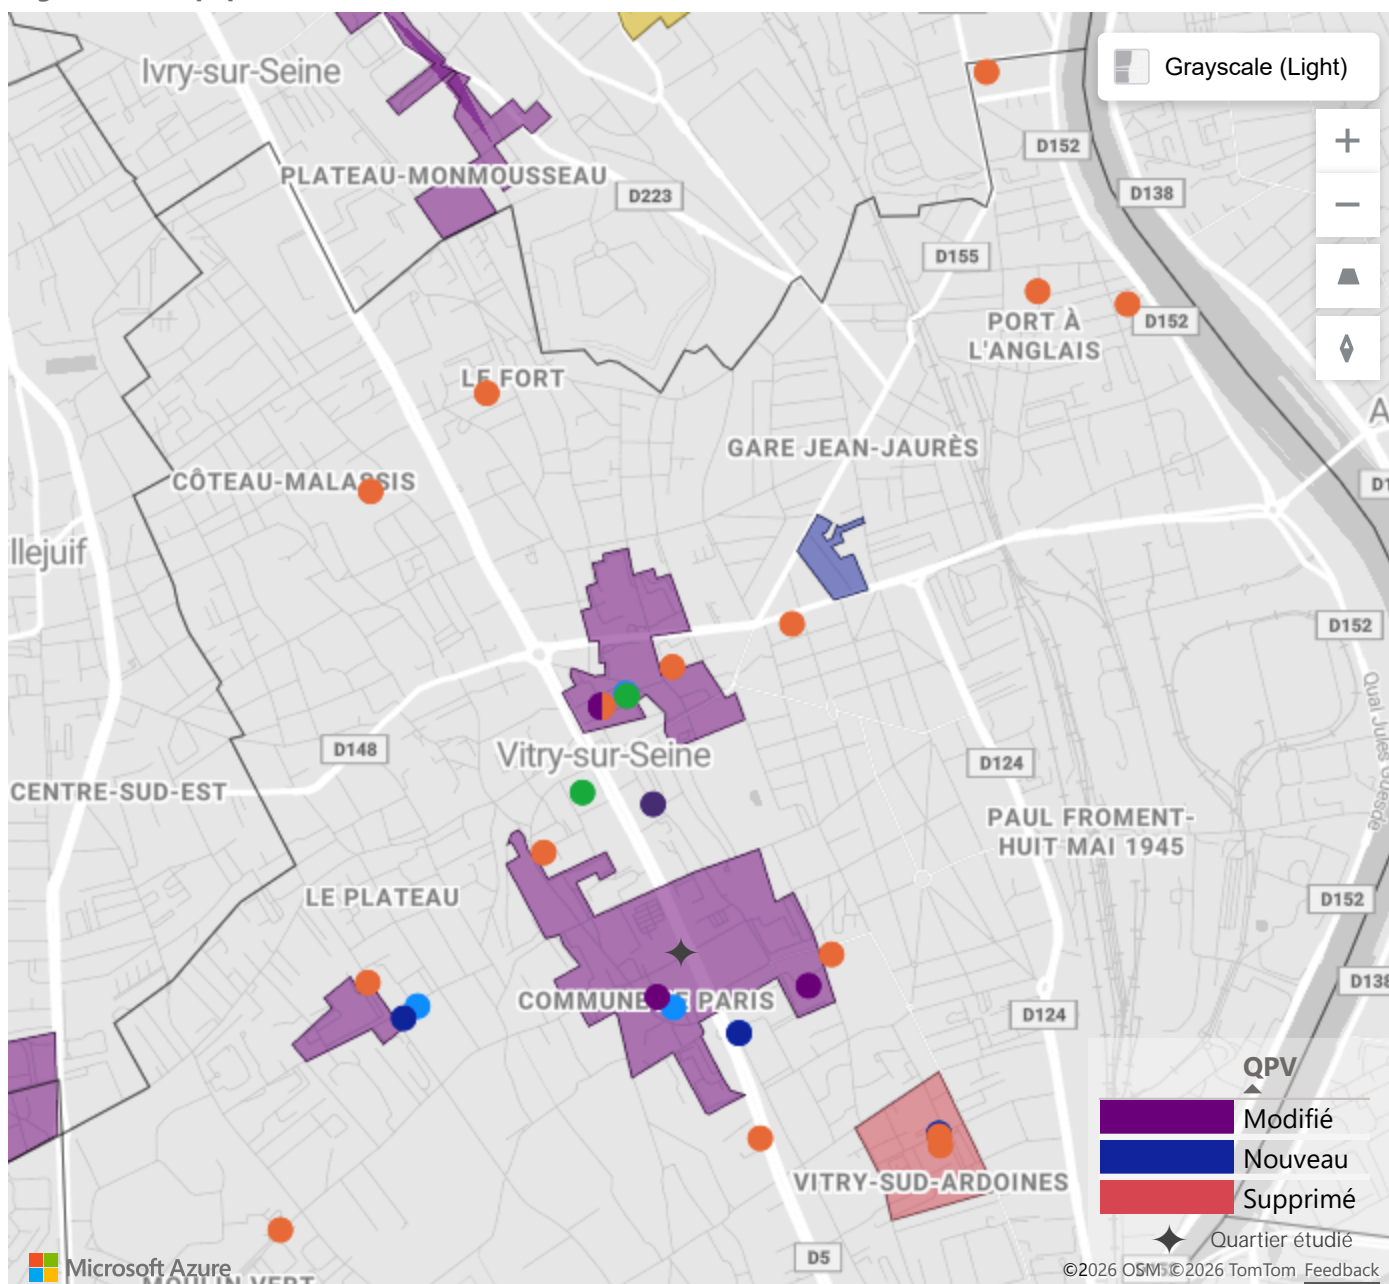 Ivry-sur-Seine
Grayscale (Light)
PLATEAU-MONMOUSSEAU
D223
D152
D138
D155
PORT À
L'ANGLAIS
D152
LE FORT
GARE JEAN-JAURÈS
CÔTEAU-MALASSIS
llejuif
D152
D148
Vitry-sur-Seine
D124
CENTRE-SUD-EST
Quai Jules Guesde
PAUL FROMENT-
HUIT MAI 1945
LE PLATEAU
D152
D138
COMMUNE DE PARIS
D124
QPV
Modifié
Nouveau
Supprimé
VITRY-SUD-ARDOINES
Quartier étudié
D5
Microsoft Azure
©2026 OSM ©2026 TomTom Feedback
MOULIN VERT